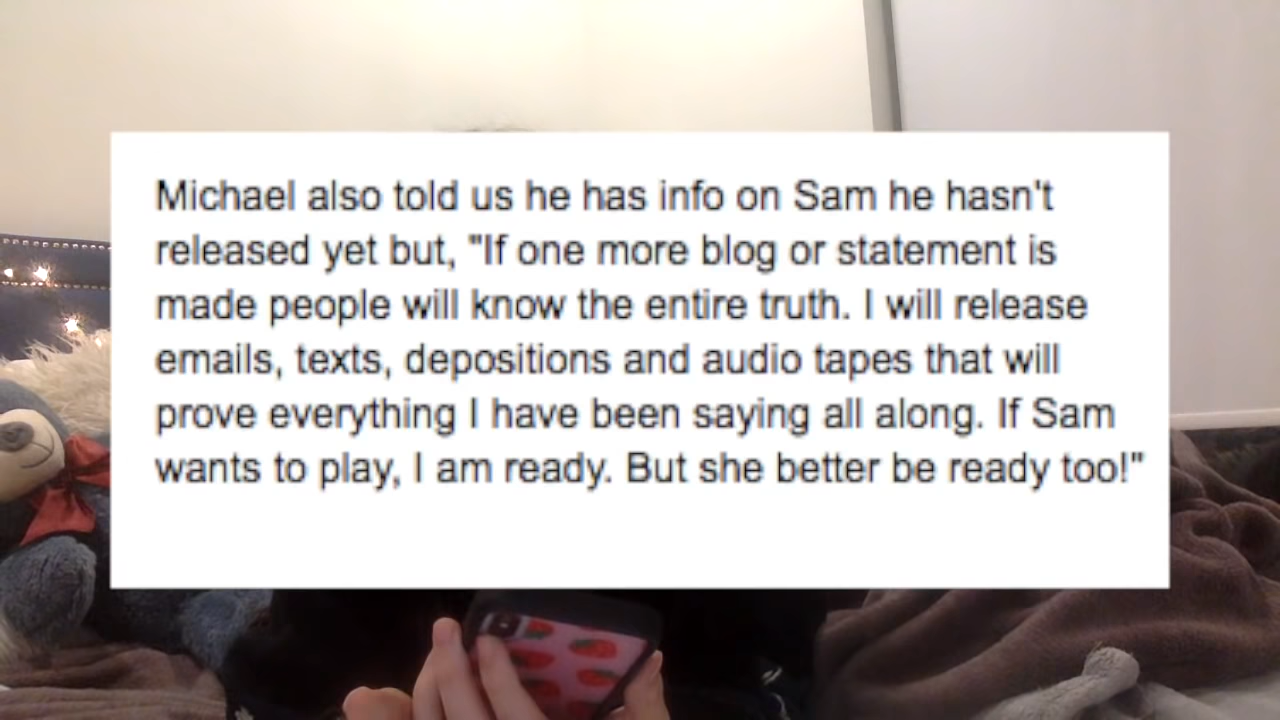 Michael also told us he has info on Sam he hasn't
released yet but, "If one more blog or statement is
made people will know the entire truth. I will release
emails, texts, depositions and audio tapes that will
prove everything I have been saying all along. If Sam
wants to play, I am ready. But she better be ready too!"